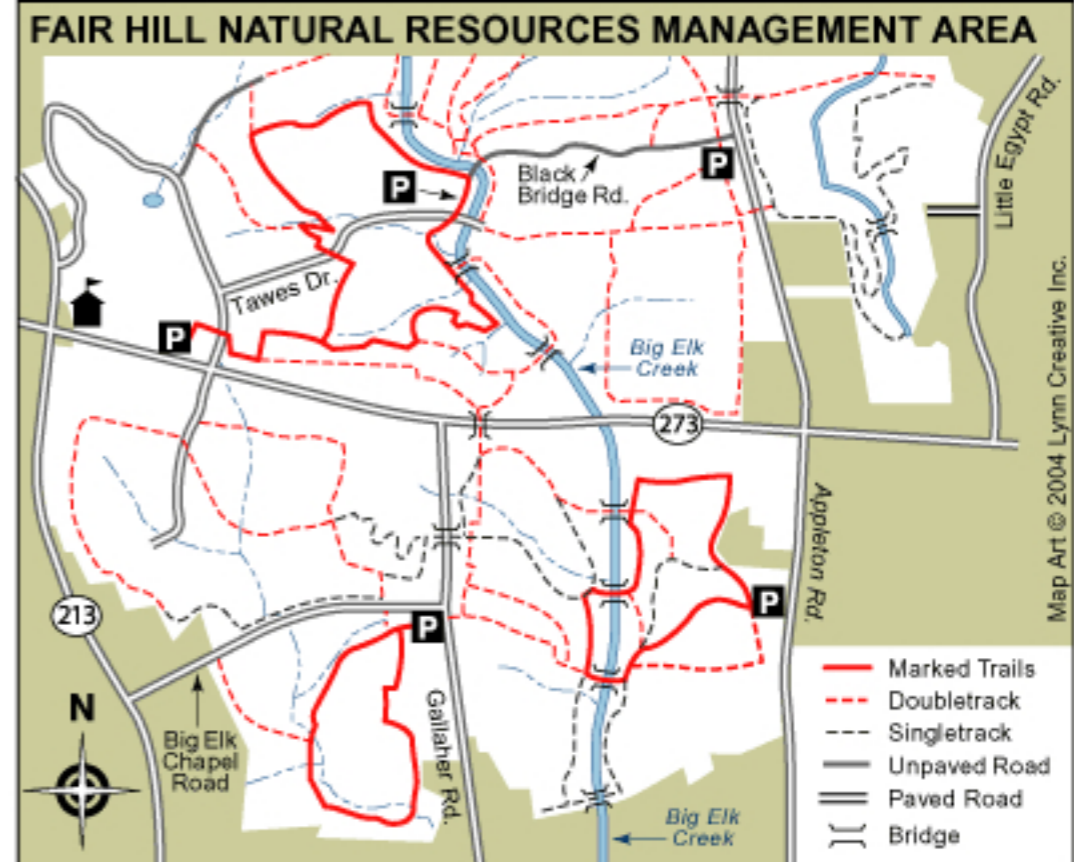 FAIR HILL NATURAL RESOURCES MANAGEMENT AREA
Little Egypt Rd.
P
Black
Bridge Rd.
P
Tawes Dr.
P
Big Elk
Creek
273
Appleton Rd.
Map Art © 2004 Lynn Creative Inc.
213
P
P
Gallaher Rd.
N
Big Elk
Chapel
Road
Big Elk
Creek
Marked Trails
Doubletrack
Singletrack
Unpaved Road
Paved Road
Bridge